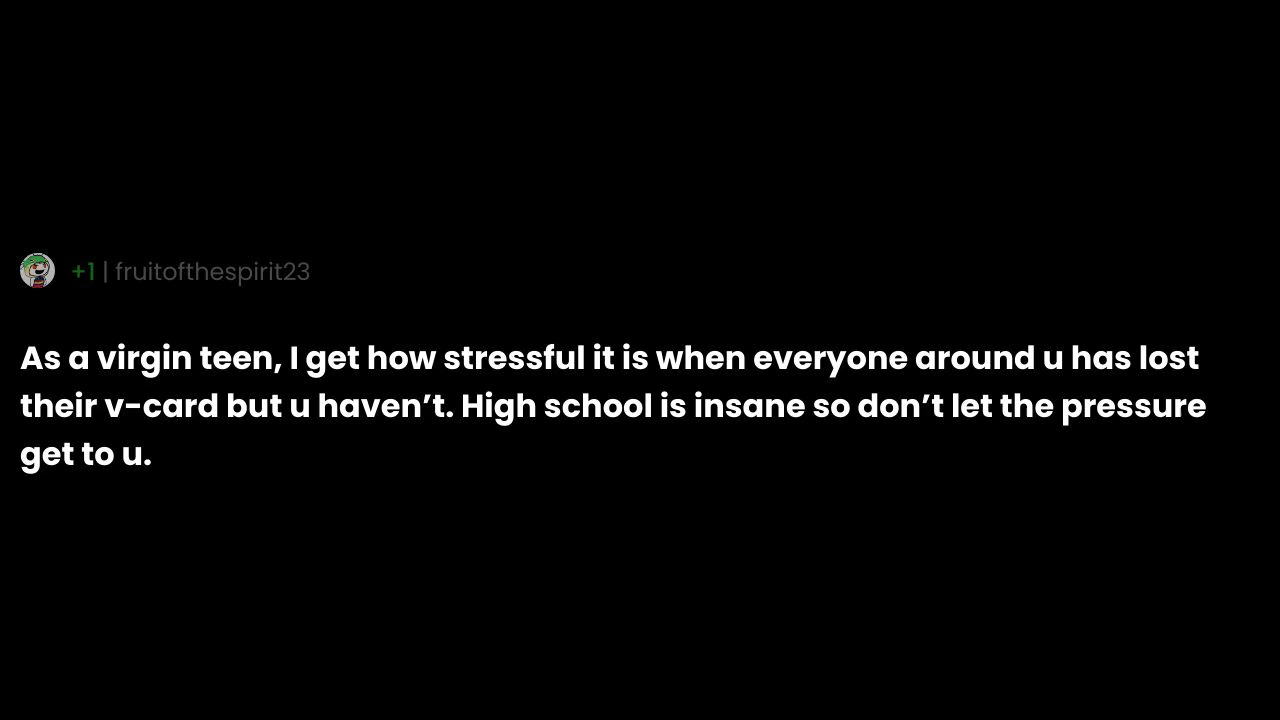 +1 | fruitofthespirit23
As a virgin teen, I get how stressful it is when everyone around u has lost
their v-card but u haven’t. High school is insane so don’t let the pressure
get to u.